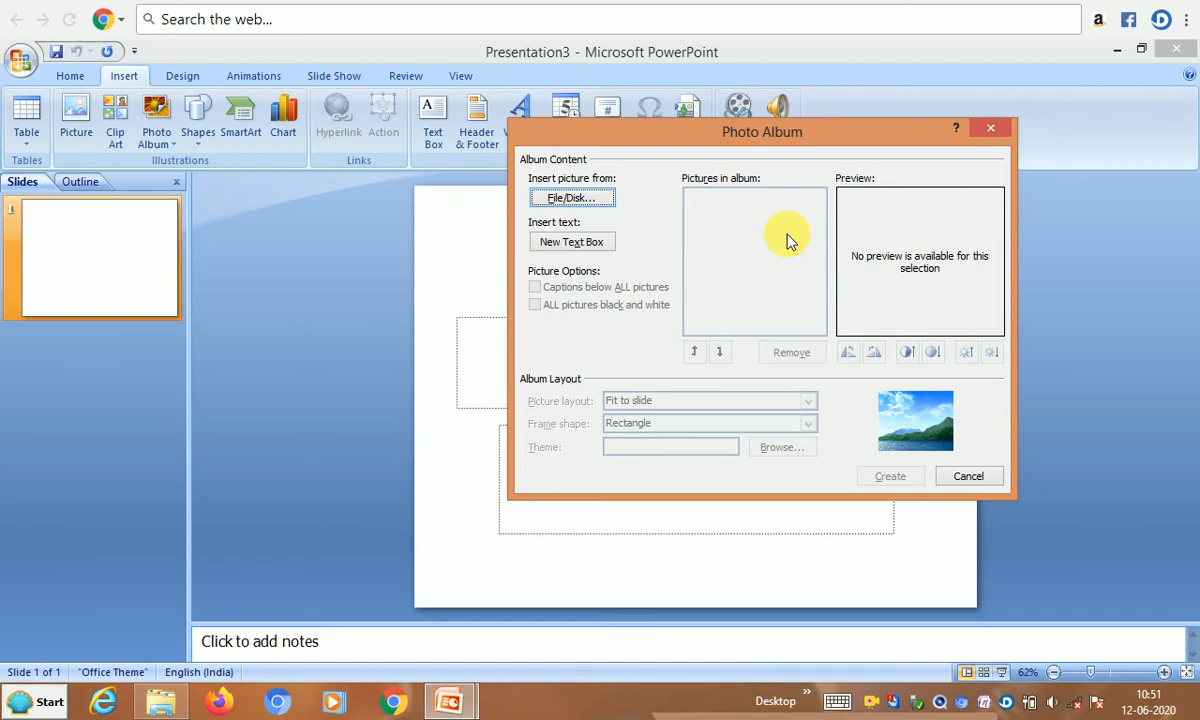 Search the web...
Presentation3 - Microsoft PowerPoint
Home Insert Design Animations Slide Show Review View
Table Picture Clip Art Photo Album Shapes SmartArt Chart Hyperlink Action Text Box Header & Footer
Tables Illustrations Links
Slides Outline
1
Photo Album
Album Content
Insert picture from:
File/Disk...
Insert text:
New Text Box
Picture Options:
Captions below ALL pictures
ALL pictures black and white
Pictures in album:
Remove
Preview:
No preview is available for this
selection
Album Layout
Picture layout: Fit to slide
Frame shape: Rectangle
Theme: Browse...
Create Cancel
Click to add notes
Slide 1 of 1 "Office Theme" English (India) 62%
Start Desktop 10:51
12-06-2020